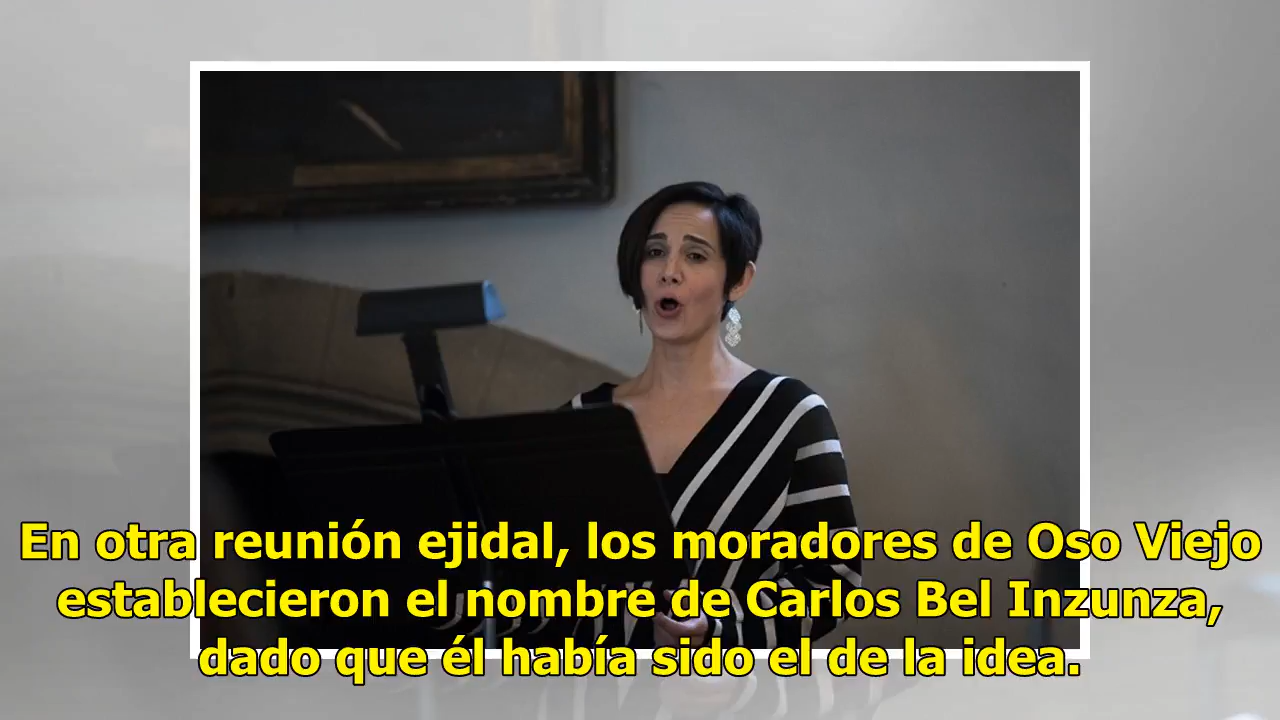 En otra reunión ejidal, los moradores de Oso Viejo
establecieron el nombre de Carlos Bel Inzunza,
dado que él había sido el de la idea.